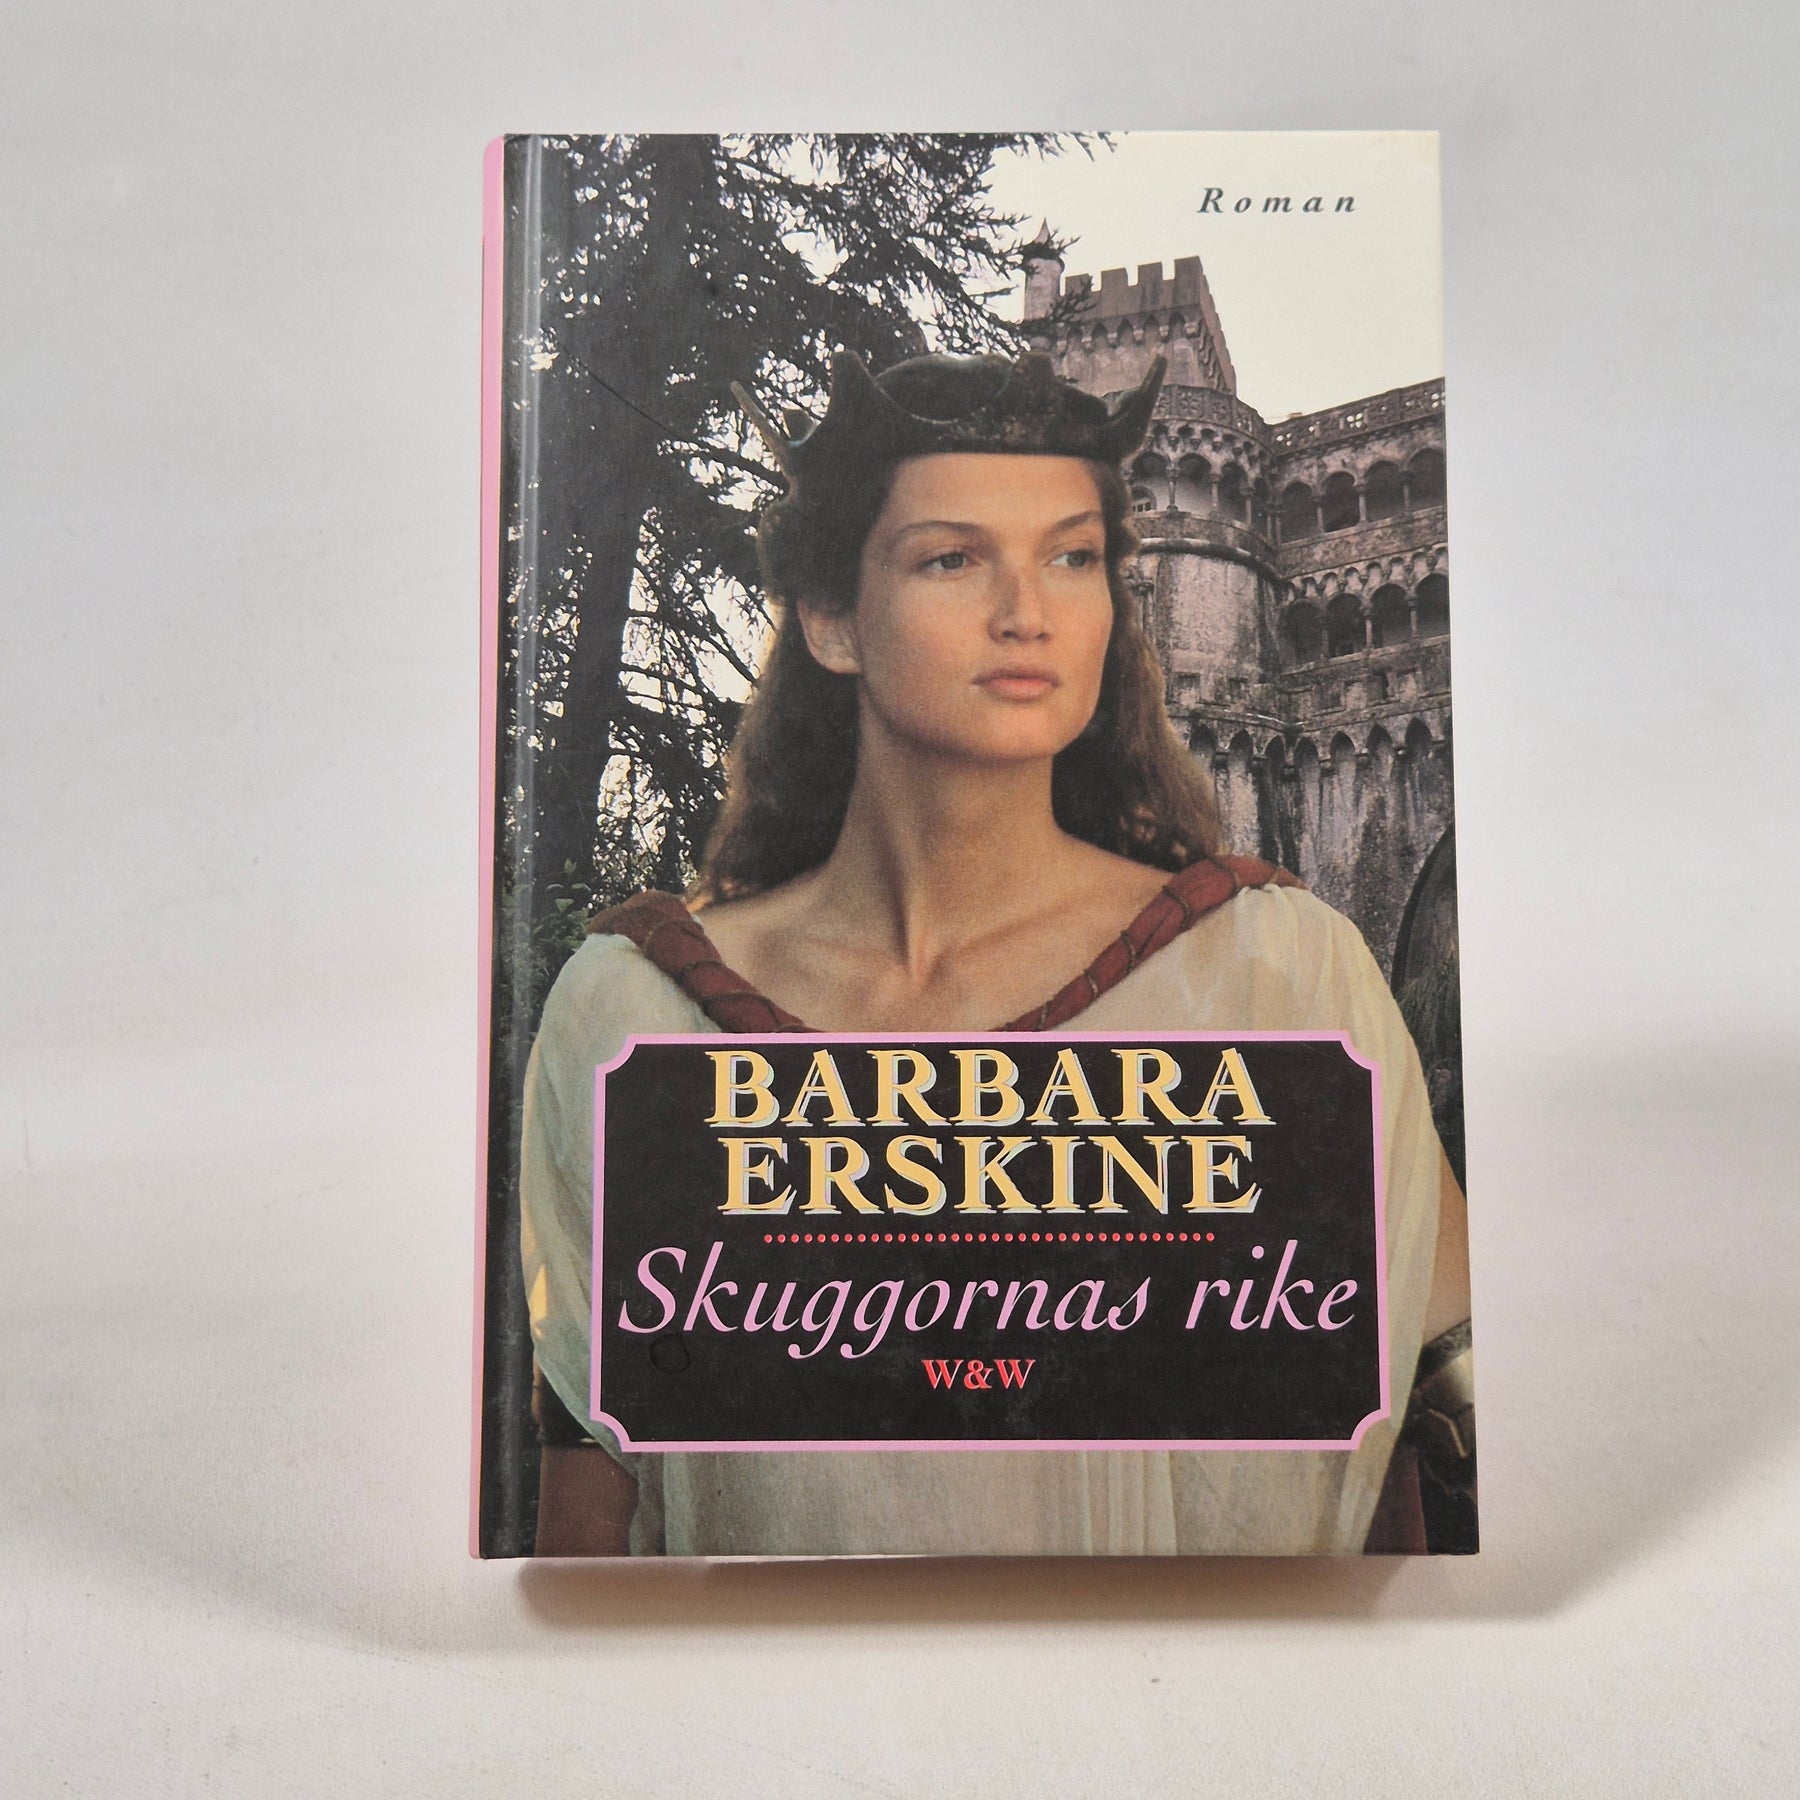 Roman
BARBARA
ERSKINE
Skuggornas rike
W&W